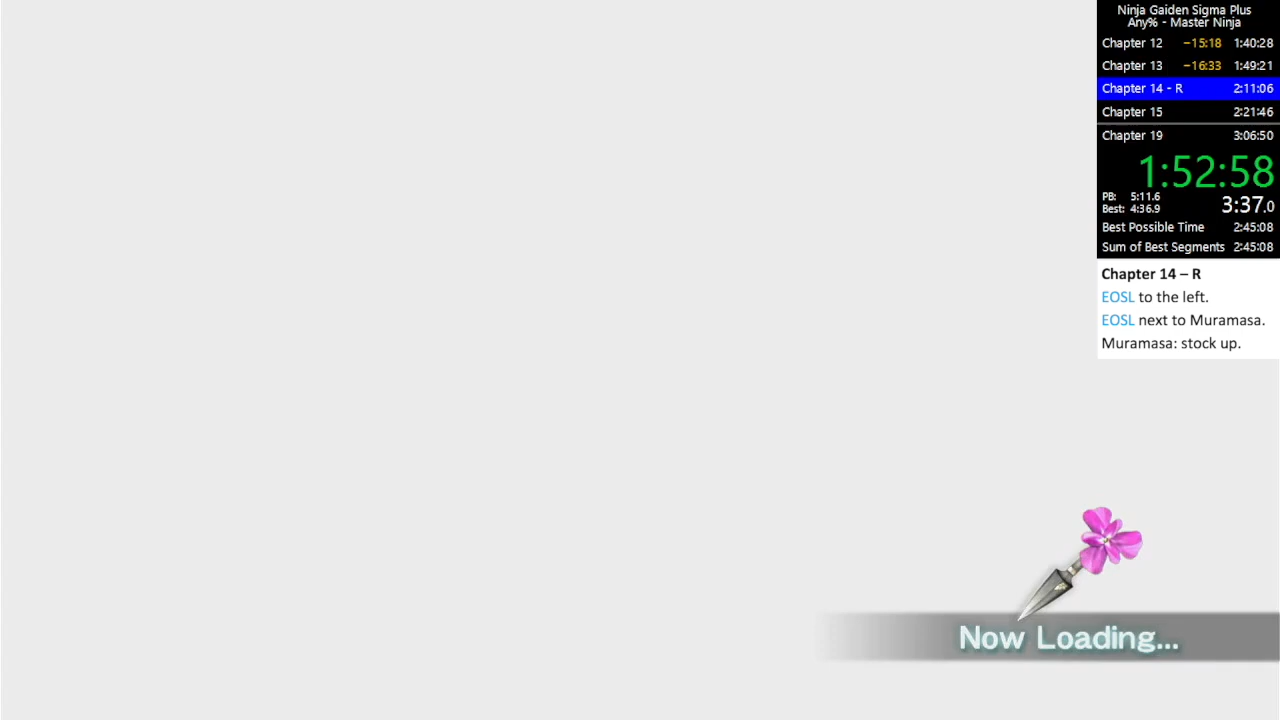 Ninja Gaiden Sigma Plus
Any% - Master Ninja
Chapter 12 −15:18 1:40:28
Chapter 13 −16:33 1:49:21
Chapter 14 - R 2:11:06
Chapter 15 2:21:46
Chapter 19 3:06:50
1:52:58
PB: 5:11.6
Best: 4:36.9 3:37.0
Best Possible Time 2:45:08
Sum of Best Segments 2:45:08
Chapter 14 – R
EOSL to the left.
EOSL next to Muramasa.
Muramasa: stock up.
Now Loading...